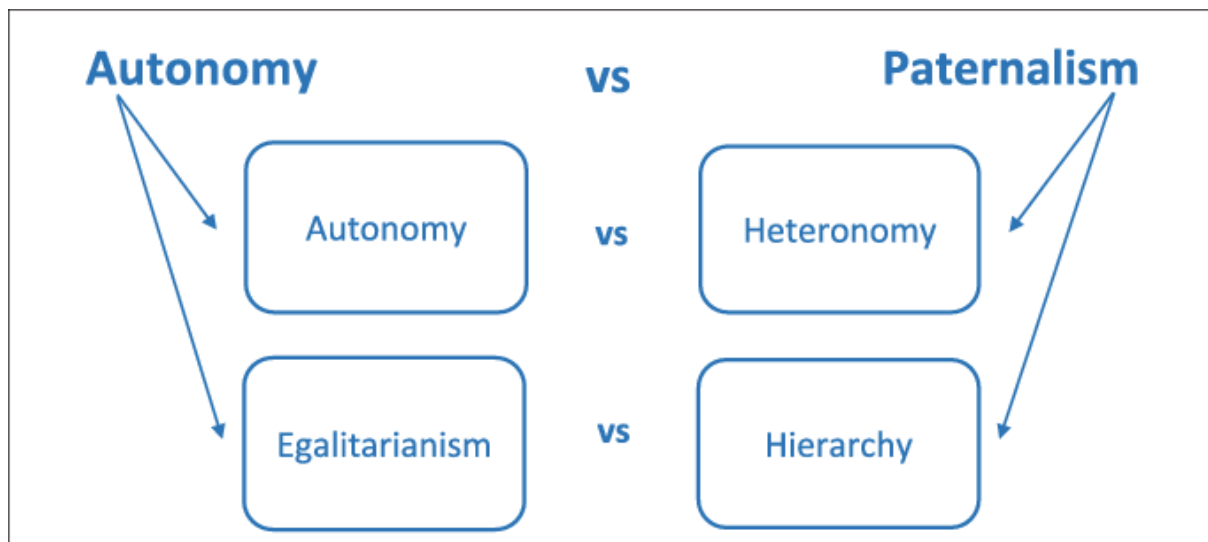 Autonomy vs Paternalism
Autonomy vs Heteronomy
Egalitarianism vs Hierarchy